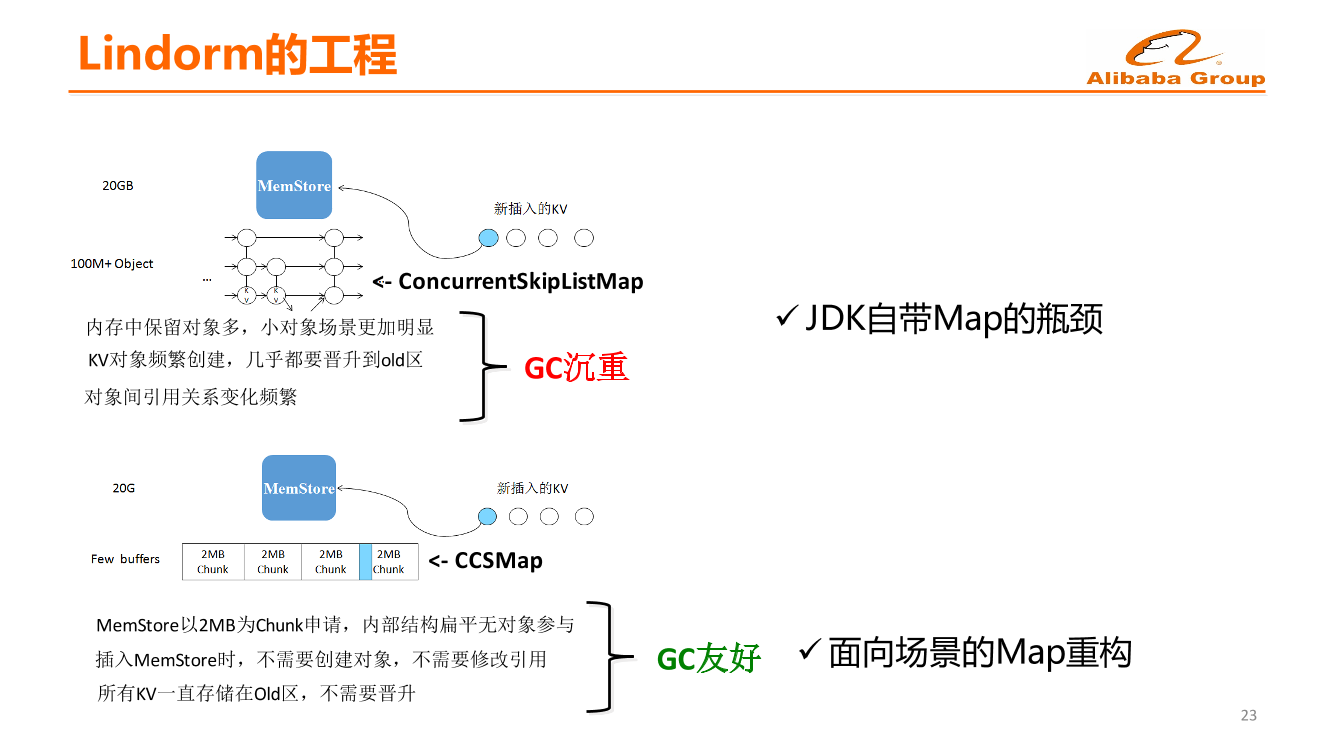 Lindorm的工程
Alibaba Group
20GB
MemStore
新插入的KV
100M+ Object
...
K
V
K
V
<- ConcurrentSkipListMap
内存中保留对象多，小对象场景更加明显
KV对象频繁创建，几乎都要晋升到old区
对象间引用关系变化频繁
GC沉重
✓ JDK自带Map的瓶颈
20G
MemStore
新插入的KV
Few buffers
2MB
Chunk
2MB
Chunk
2MB
Chunk
2MB
Chunk
<- CCSMap
MemStore以2MB为Chunk申请，内部结构扁平无对象参与
插入MemStore时，不需要创建对象，不需要修改引用
所有KV一直存储在Old区，不需要晋升
GC友好
✓ 面向场景的Map重构
23